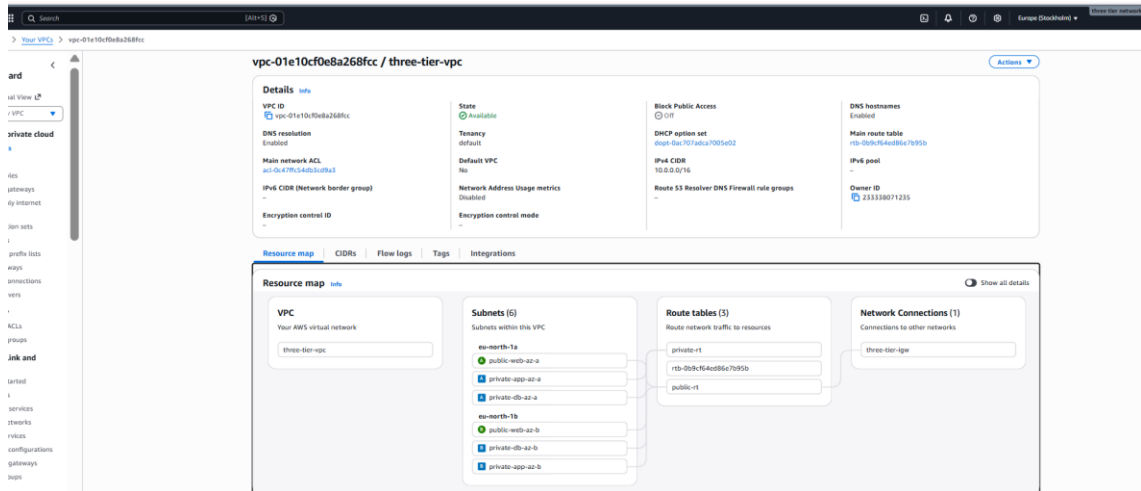 Search [Alt+S] Europe (Stockholm)
three tier network
> Your VPCs > vpc-01e10cf0e8a268fcc
vpc-01e10cf0e8a268fcc / three-tier-vpc
Actions
Details Info
VPC ID
vpc-01e10cf0e8a268fcc
State
Available
Block Public Access
Off
DNS hostnames
Enabled
DNS resolution
Enabled
Tenancy
default
DHCP option set
dopt-0ac707adca7005e02
Main route table
rtb-0b9cf64ed86e7b95b
Main network ACL
acl-0c47ffc54db3cd9a3
Default VPC
No
IPv4 CIDR
10.0.0.0/16
IPv6 pool
–
IPv6 CIDR (Network border group)
–
Network Address Usage metrics
Disabled
Route 53 Resolver DNS Firewall rule groups
–
Owner ID
233338071235
Encryption control ID
–
Encryption control mode
–
Resource map CIDRs Flow logs Tags Integrations
Resource map Info
Show all details
VPC
Your AWS virtual network
three-tier-vpc
Subnets (6)
Subnets within this VPC
eu-north-1a
public-web-az-a
private-app-az-a
private-db-az-a
eu-north-1b
public-web-az-b
private-db-az-b
private-app-az-b
Route tables (3)
Route network traffic to resources
private-rt
rtb-0b9cf64ed86e7b95b
public-rt
Network Connections (1)
Connections to other networks
three-tier-igw